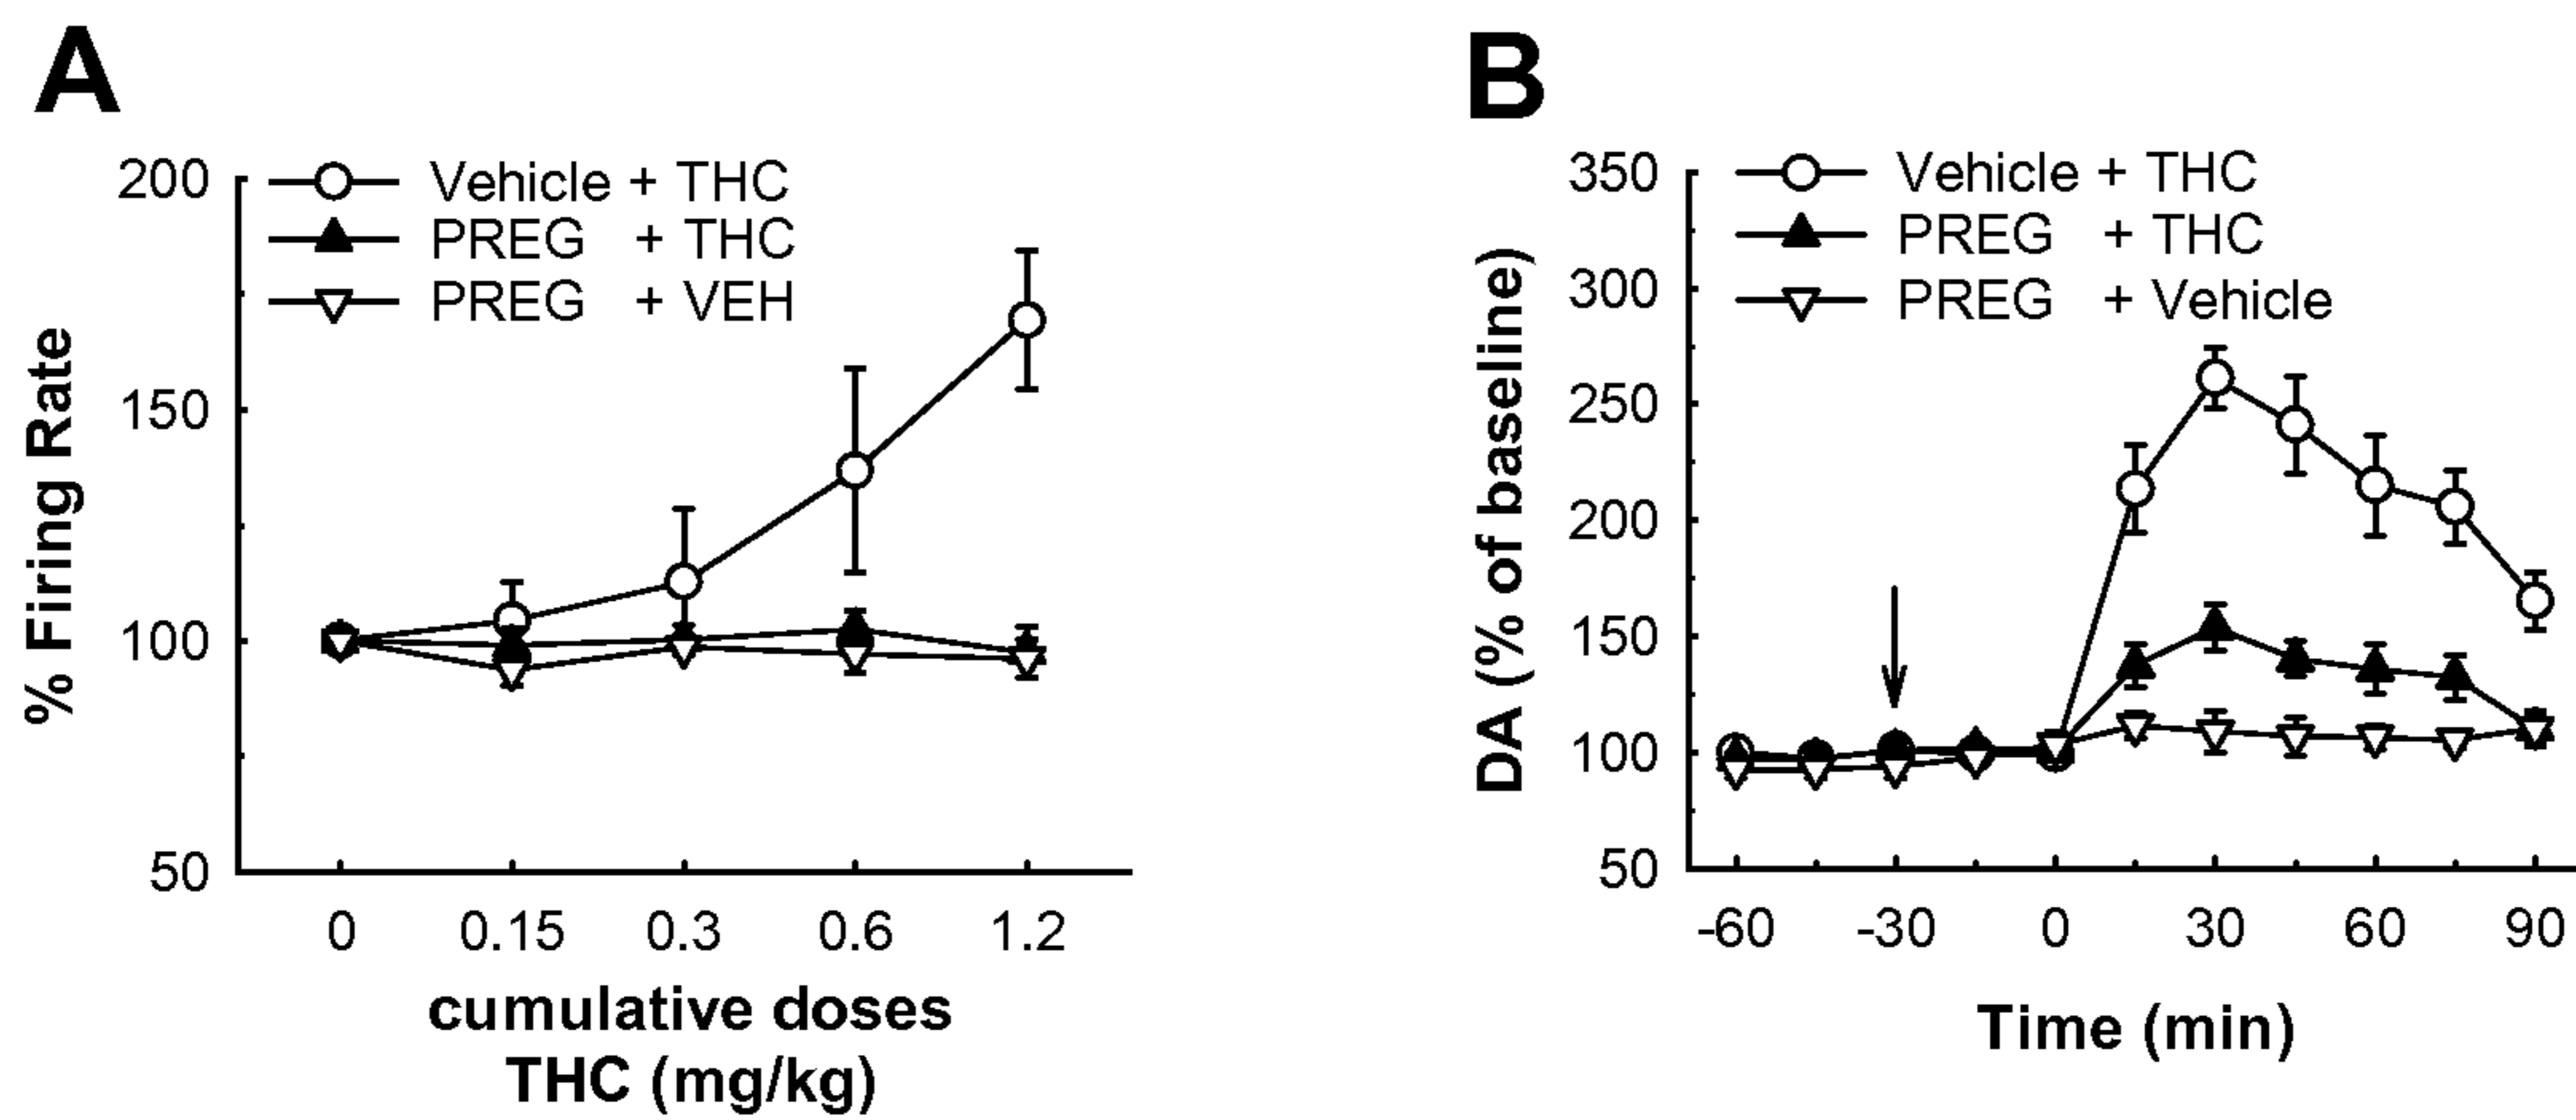 A
200
150
100
50
% Firing Rate
Vehicle + THC
PREG + THC
PREG + VEH
0 0.15 0.3 0.6 1.2
cumulative doses
THC (mg/kg)
B
350
300
250
200
150
100
50
DA (% of baseline)
Vehicle + THC
PREG + THC
PREG + Vehicle
-60 -30 0 30 60 90
Time (min)